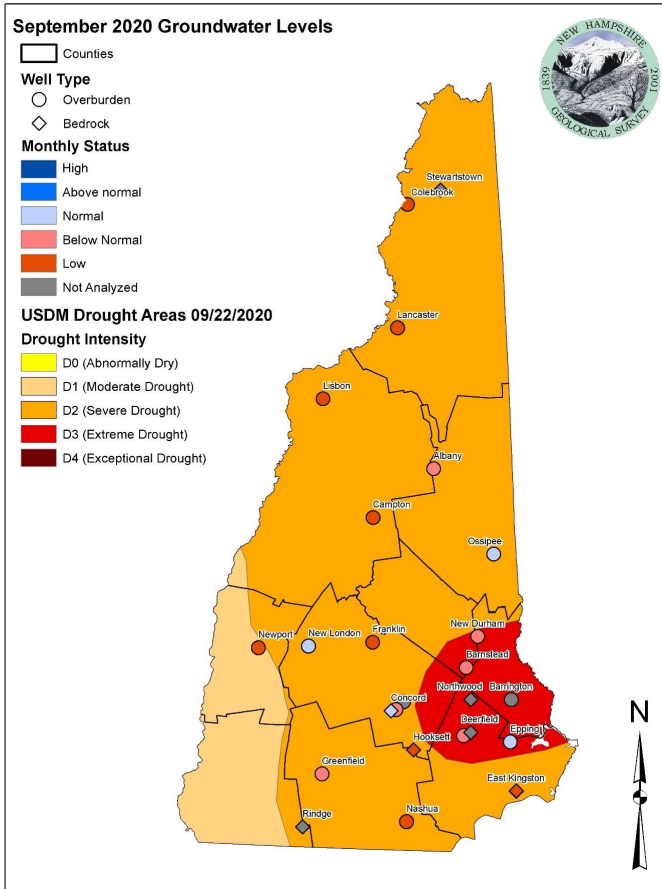 September 2020 Groundwater Levels
Counties
Well Type
Overburden
Bedrock
Monthly Status
High
Above normal
Normal
Below Normal
Low
Not Analyzed
USDM Drought Areas 09/22/2020
Drought Intensity
D0 (Abnormally Dry)
D1 (Moderate Drought)
D2 (Severe Drought)
D3 (Extreme Drought)
D4 (Exceptional Drought)
NEW HAMPSHIRE
1839
2001
GEOLOGICAL SURVEY
Stewartstown
Colebrook
Lancaster
Lisbon
Albany
Campton
Ossipee
New Durham
Newport
New London
Franklin
Barnstead
Northwood
Barrington
Concord
Deerfield
Epping
Hooksett
Greenfield
East Kingston
Rindge
Nashua
N